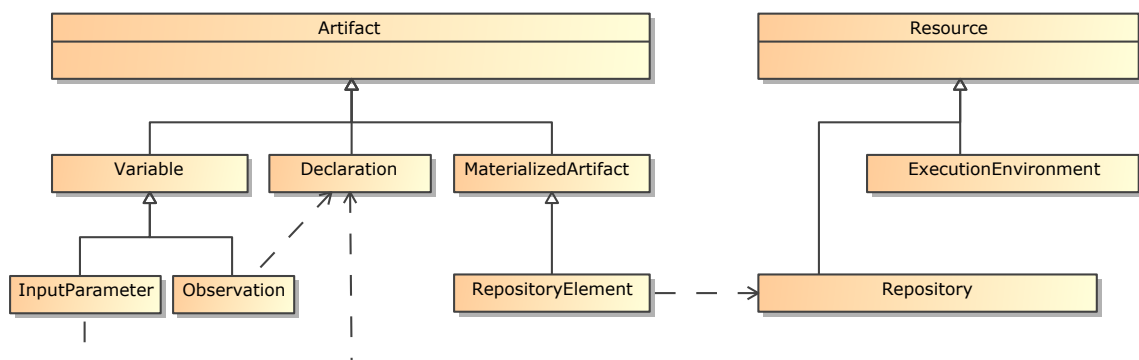 Artifact
Resource
Variable
Declaration
MaterializedArtifact
ExecutionEnvironment
InputParameter
Observation
RepositoryElement
Repository